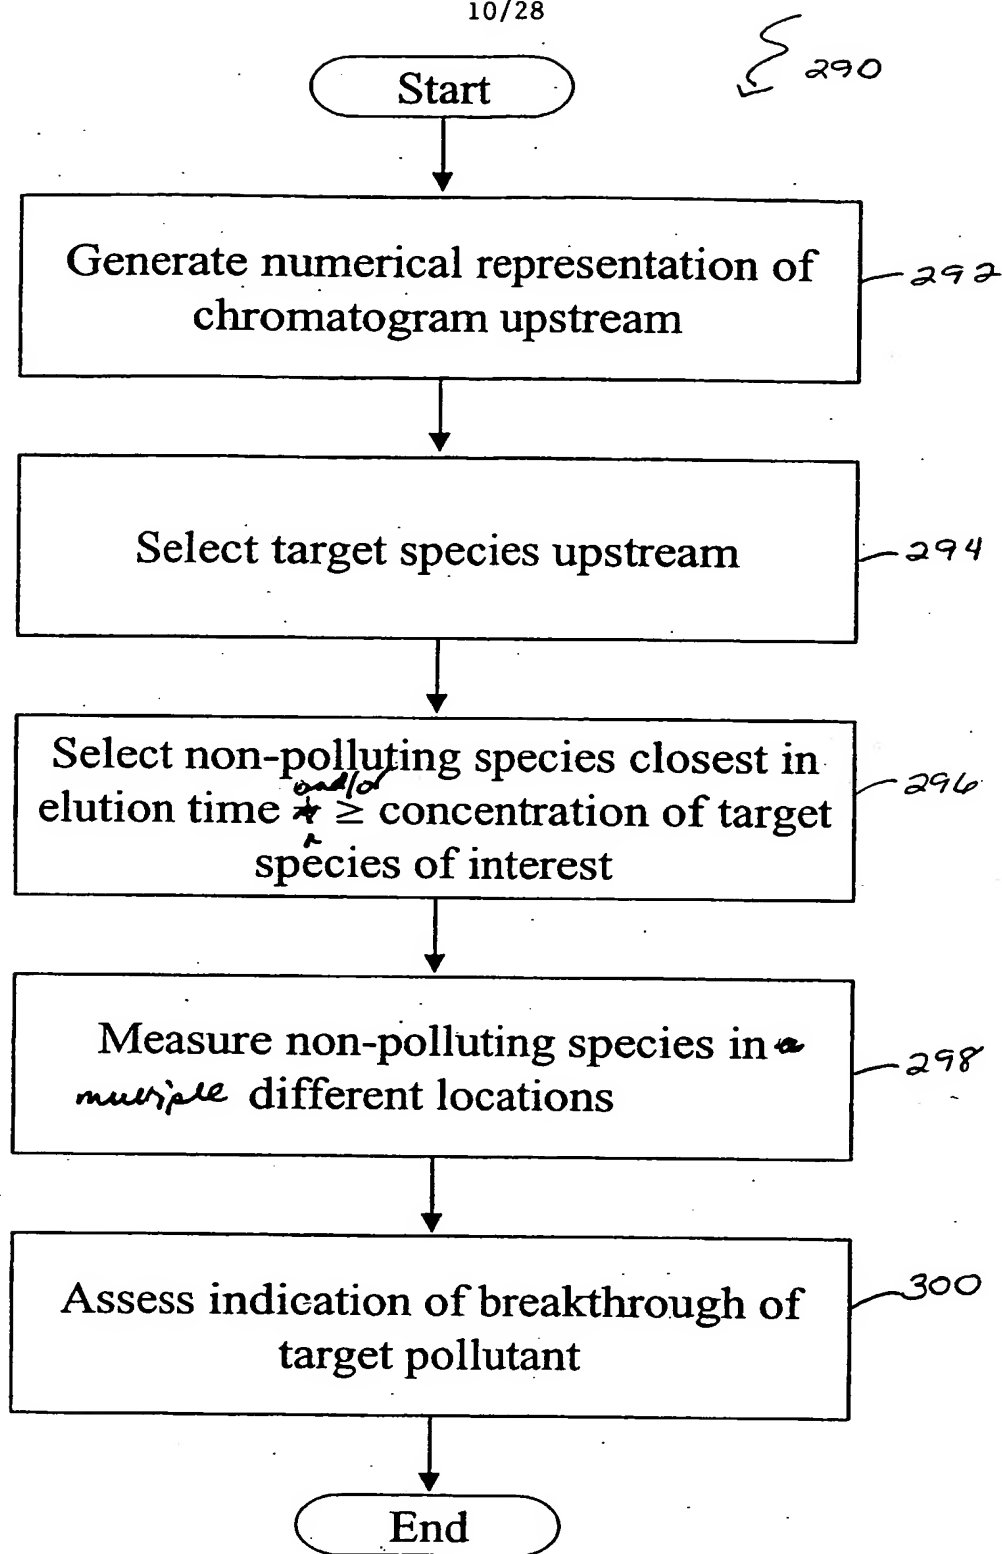 10/28
290
Start
Generate numerical representation of
chromatogram upstream
292
Select target species upstream
294
Select non-polluting species closest in
and/or
elution time ≥ concentration of target
species of interest
296
Measure non-polluting species in
multiple different locations
298
Assess indication of breakthrough of
target pollutant
300
End